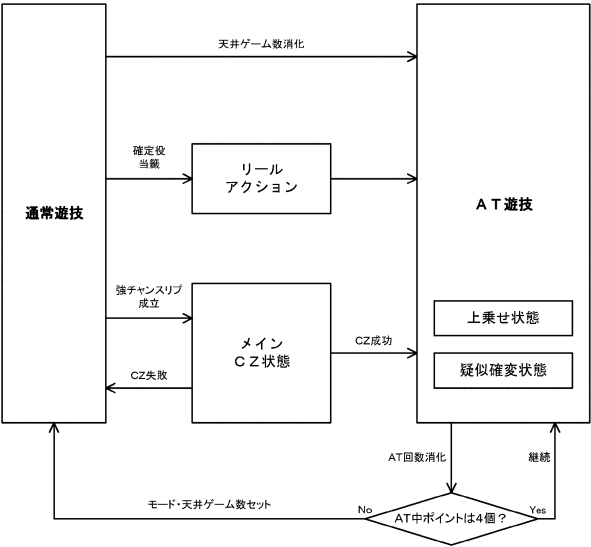 天井ゲーム数消化
確定役
当籤
リール
アクション
通常遊技
AT遊技
強チャンスリプ
成立
メイン
CZ状態
CZ成功
CZ失敗
上乗せ状態
疑似確変状態
AT回数消化
継続
モード・天井ゲーム数セット
No
AT中ポイントは4個？
Yes